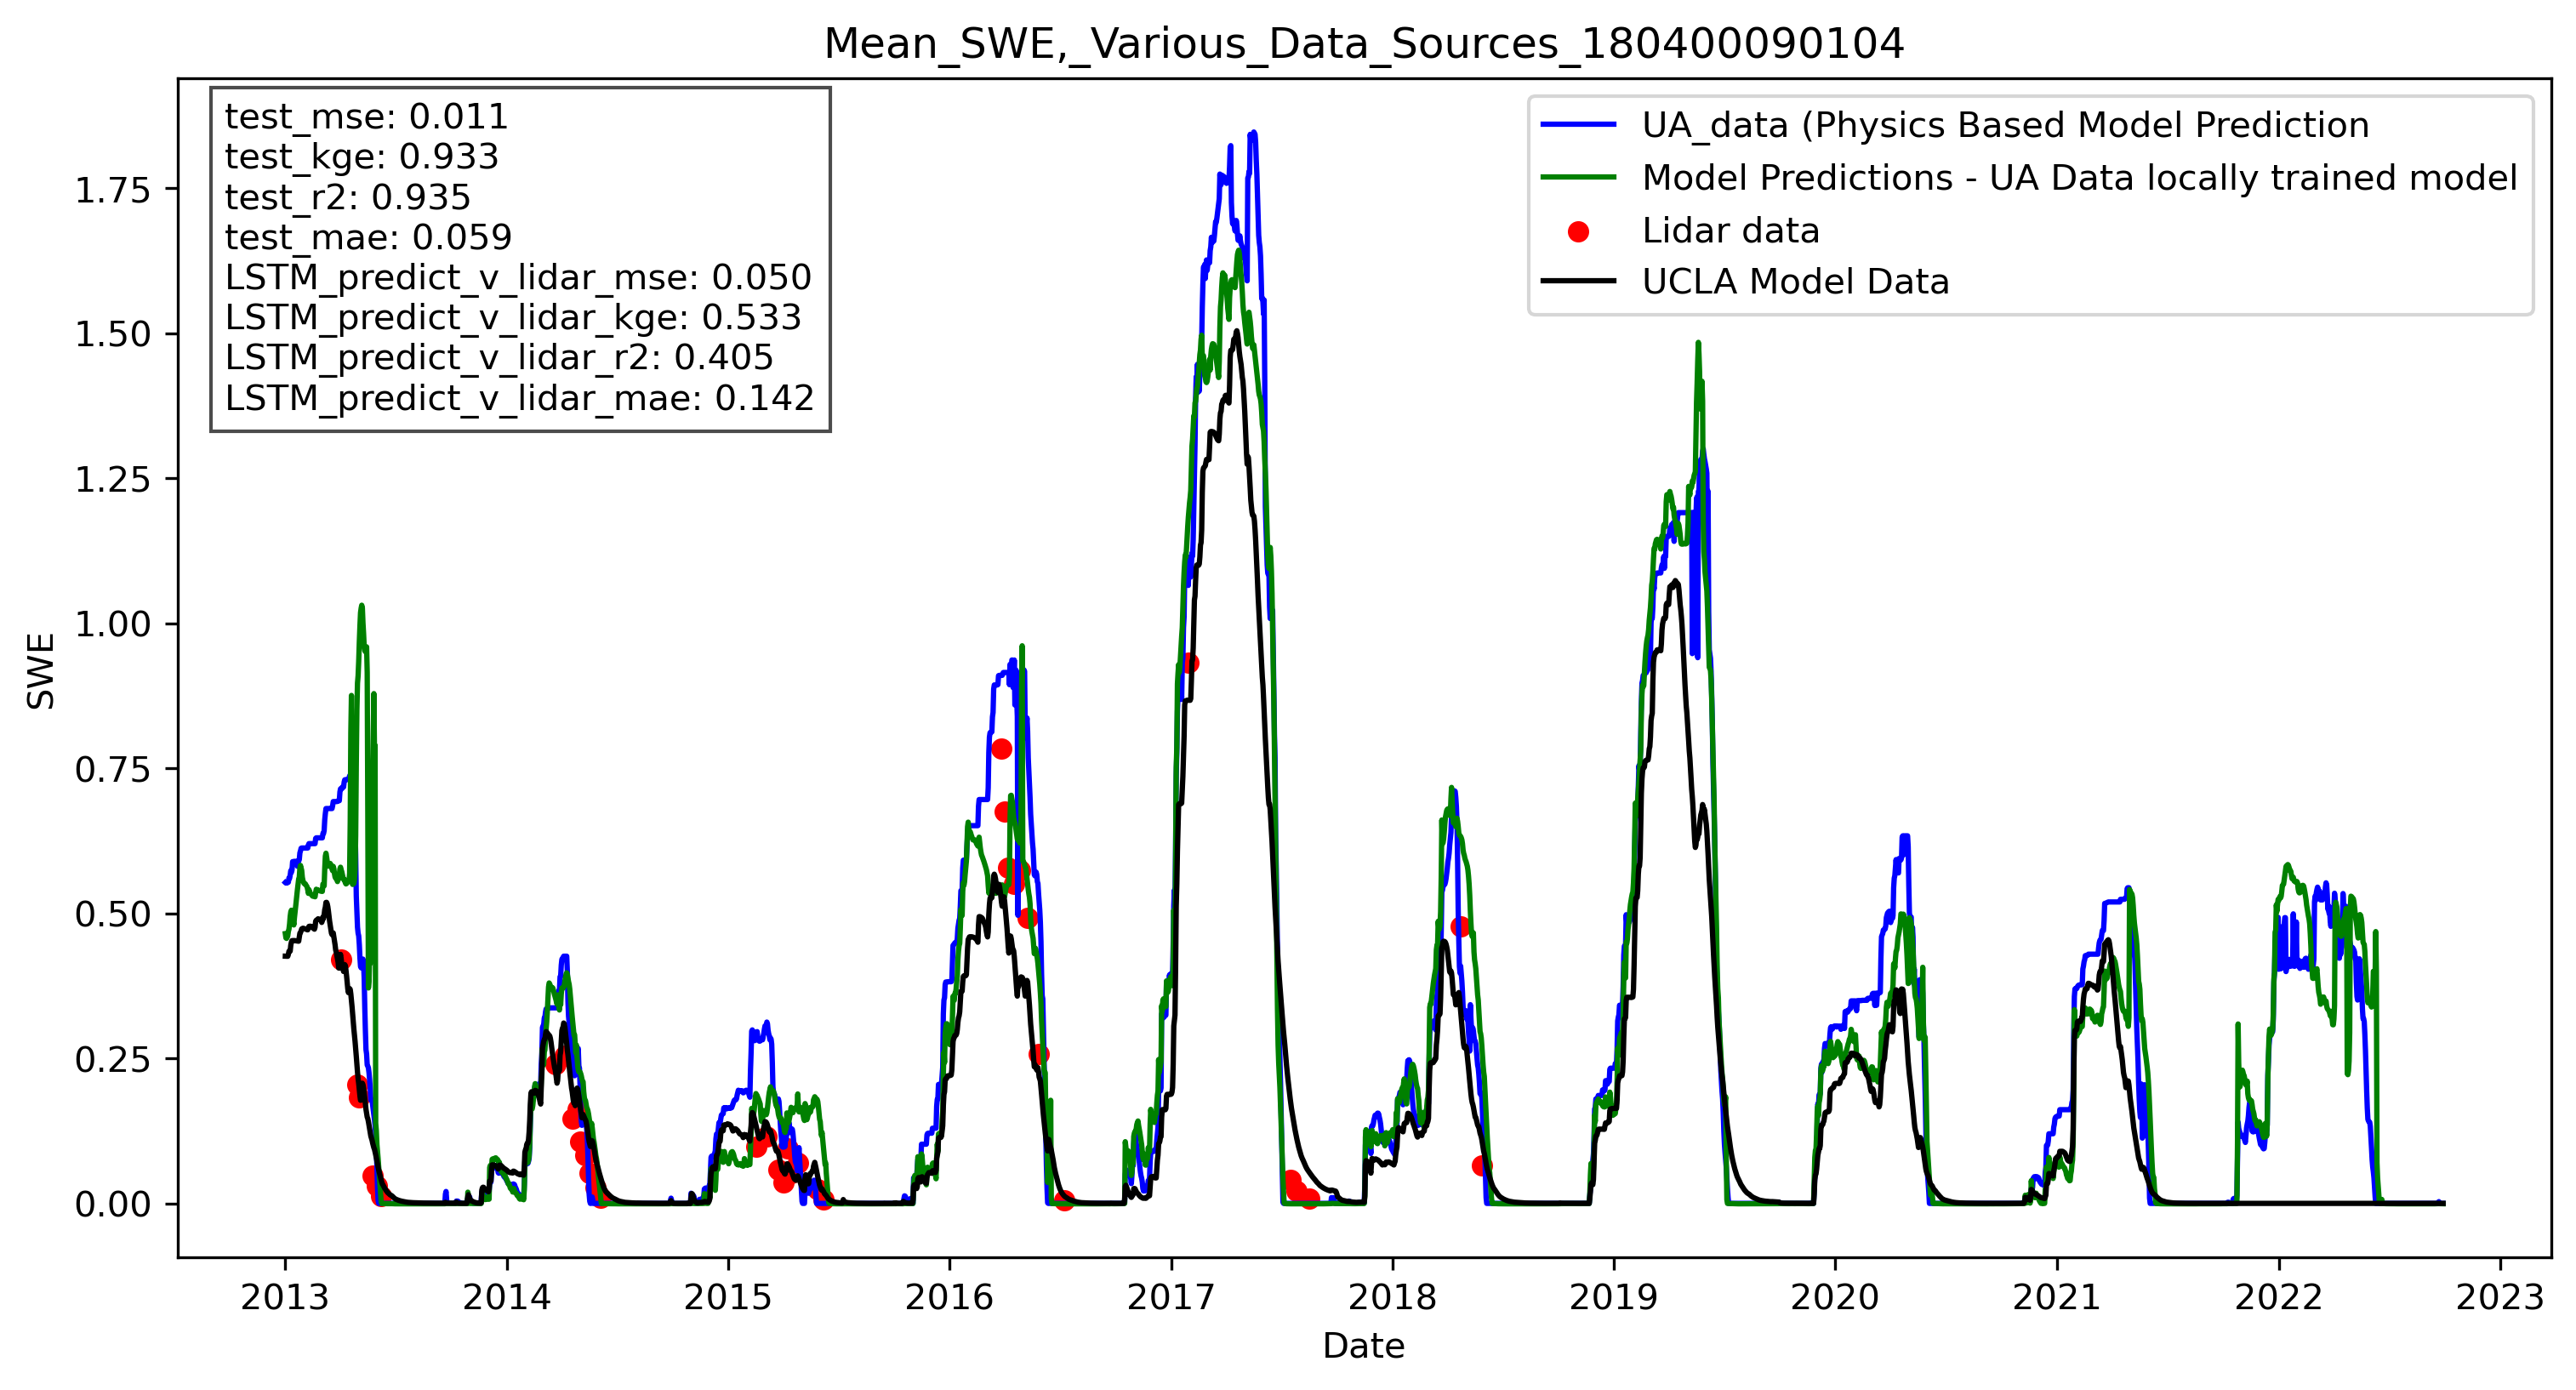 Mean_SWE,_Various_Data_Sources_180400090104
test_mse: 0.011
test_kge: 0.933
test_r2: 0.935
test_mae: 0.059
LSTM_predict_v_lidar_mse: 0.050
LSTM_predict_v_lidar_kge: 0.533
LSTM_predict_v_lidar_r2: 0.405
LSTM_predict_v_lidar_mae: 0.142
UA_data (Physics Based Model Prediction
Model Predictions - UA Data locally trained model
Lidar data
UCLA Model Data
1.75
1.50
1.25
1.00
0.75
0.50
0.25
0.00
SWE
2013 2014 2015 2016 2017 2018 2019 2020 2021 2022 2023
Date